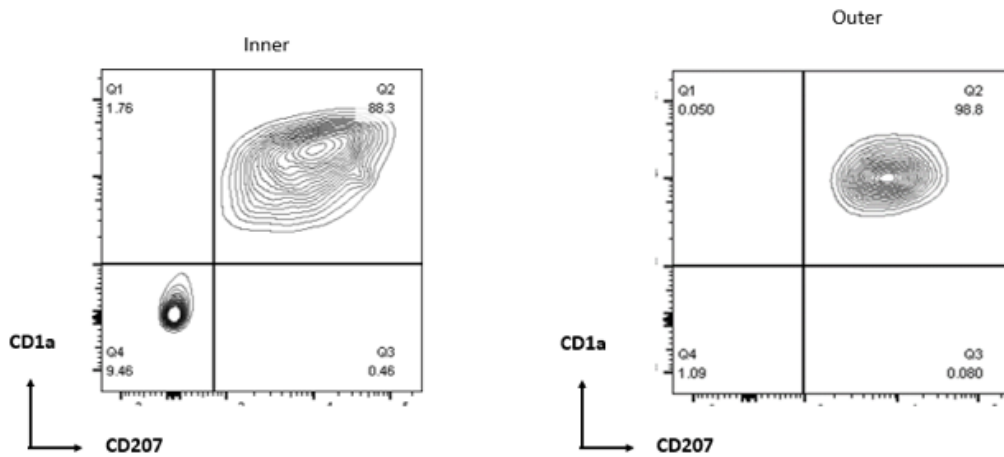 Inner
Q1
1.76
Q2
88.3
Q4
9.46
Q3
0.46
CD1a
CD207
Outer
Q1
0.050
Q2
98.8
Q4
1.09
Q3
0.080
CD1a
CD207